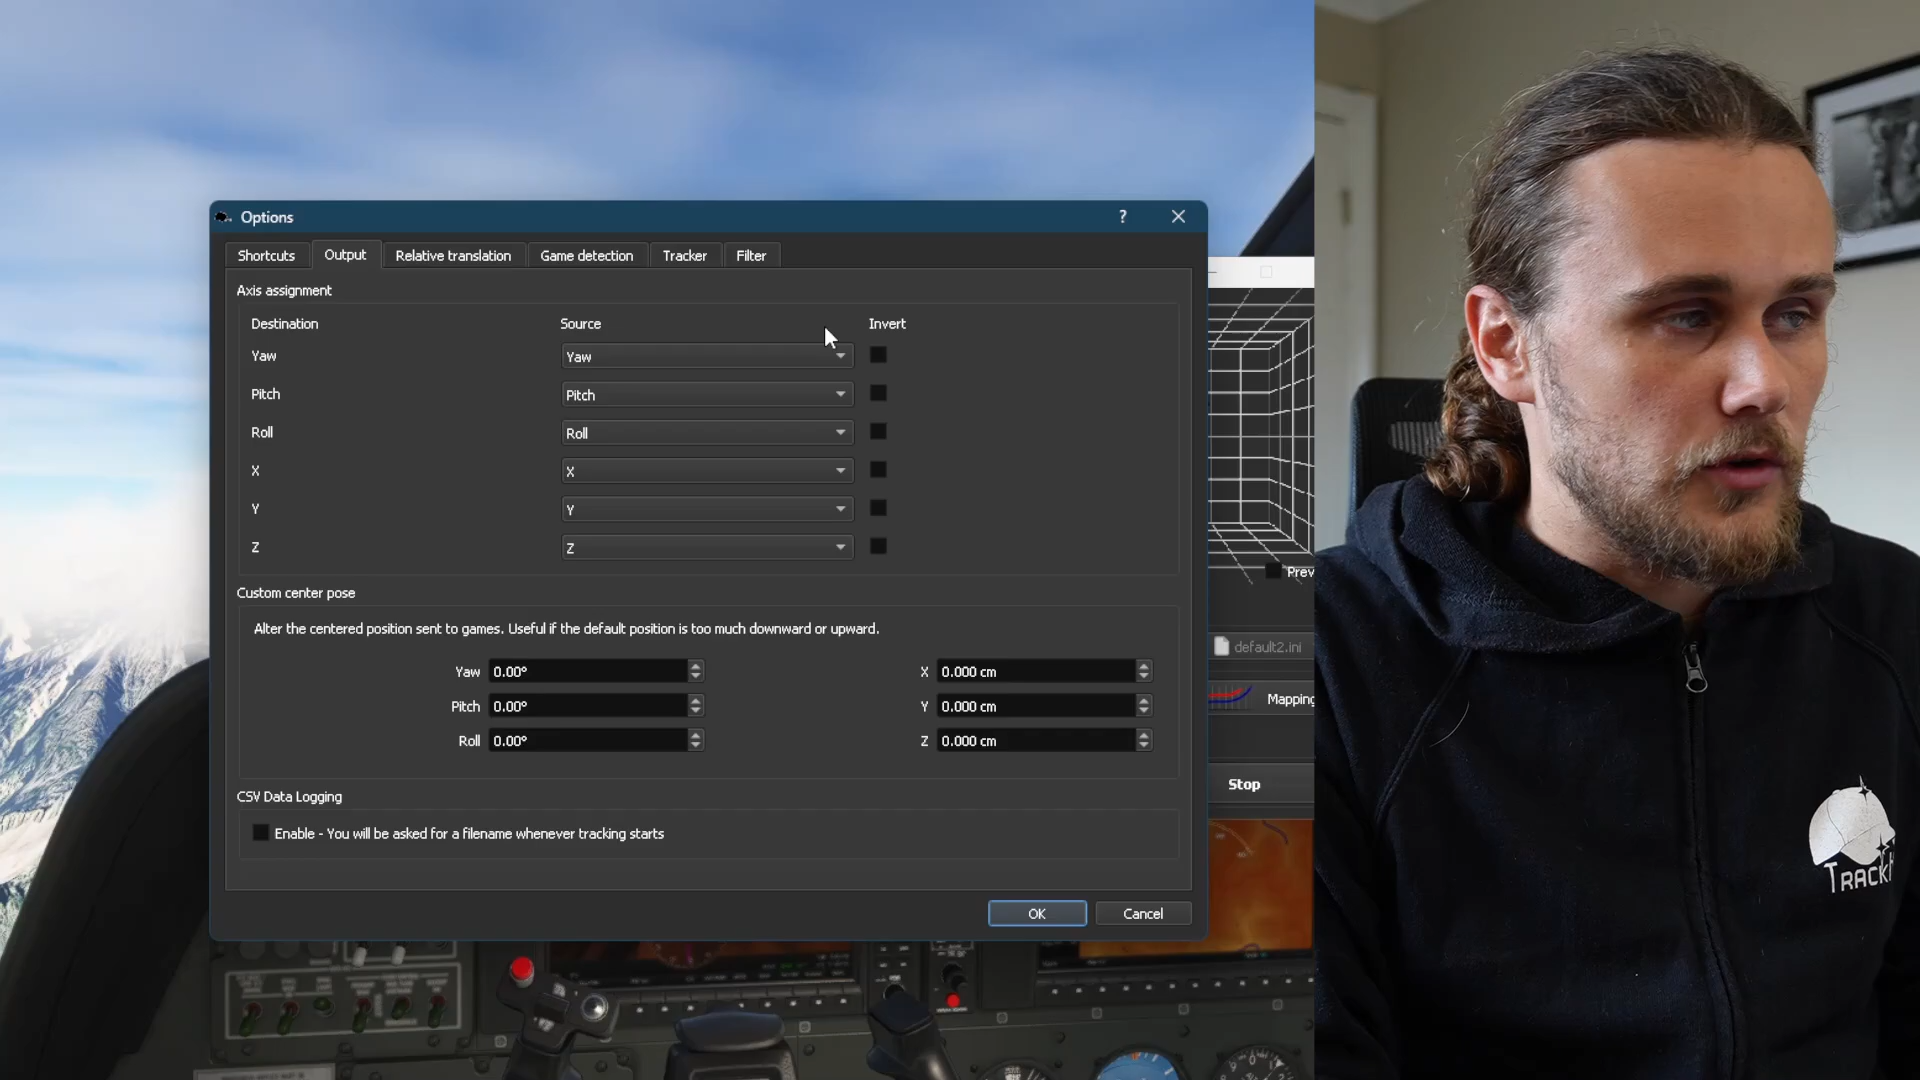 Options
?
Shortcuts Output Relative translation Game detection Tracker Filter
Axis assignment
Destination Source Invert
Yaw Yaw
Pitch Pitch
Roll Roll
X X
Y Y
Z Z
Custom center pose
Alter the centered position sent to games. Useful if the default position is too much downward or upward.
Yaw 0.00° X 0.000 cm
Pitch 0.00° Y 0.000 cm
Roll 0.00° Z 0.000 cm
CSV Data Logging
Enable - You will be asked for a filename whenever tracking starts
OK Cancel
Prev
default2.ini
Mapping
Stop
TRACK